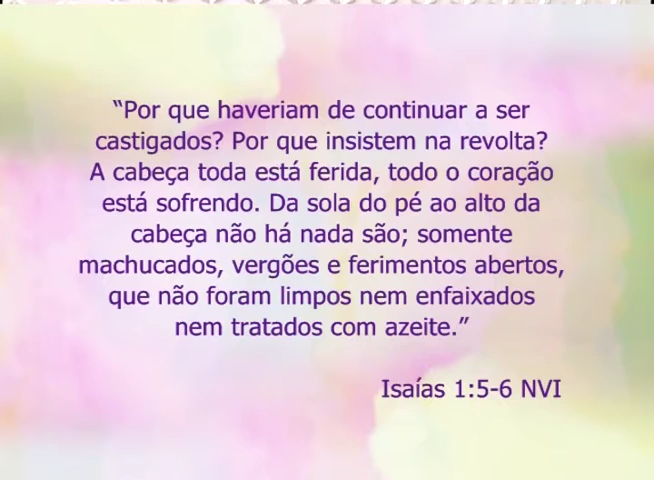 “Por que haveriam de continuar a ser
castigados? Por que insistem na revolta?
A cabeça toda está ferida, todo o coração
está sofrendo. Da sola do pé ao alto da
cabeça não há nada são; somente
machucados, vergões e ferimentos abertos,
que não foram limpos nem enfaixados
nem tratados com azeite.”
Isaías 1:5-6 NVI